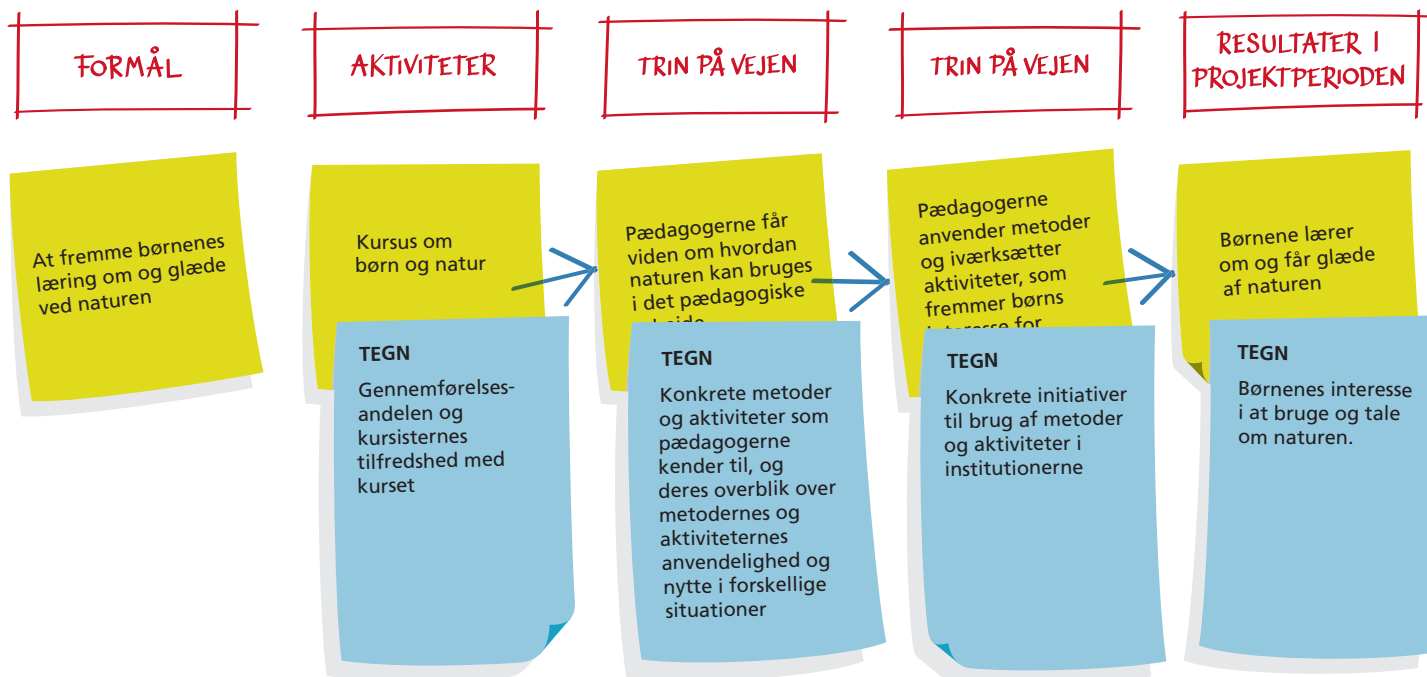 FORMÅL
AKTIVITETER
TRIN PÅ VEJEN
TRIN PÅ VEJEN
RESULTATER I
PROJEKTPERIODEN
At fremme børnenes
læring om og glæde
ved naturen
Kursus om
børn og natur
Pædagogerne får
viden om hvordan
naturen kan bruges
i det pædagogiske
Pædagogerne
anvender metoder
og iværksætter
aktiviteter, som
fremmer børns
interesse for
Børnene lærer
om og får glæde
af naturen
TEGN
Gennemførelses-
andelen og
kursisternes
tilfredshed med
kurset
TEGN
Konkrete metoder
og aktiviteter som
pædagogerne
kender til, og
deres overblik over
metodernes og
aktiviteternes
anvendelighed og
nytte i forskellige
situationer
TEGN
Konkrete initiativer
til brug af metoder
og aktiviteter i
institutionerne
TEGN
Børnenes interesse
i at bruge og tale
om naturen.